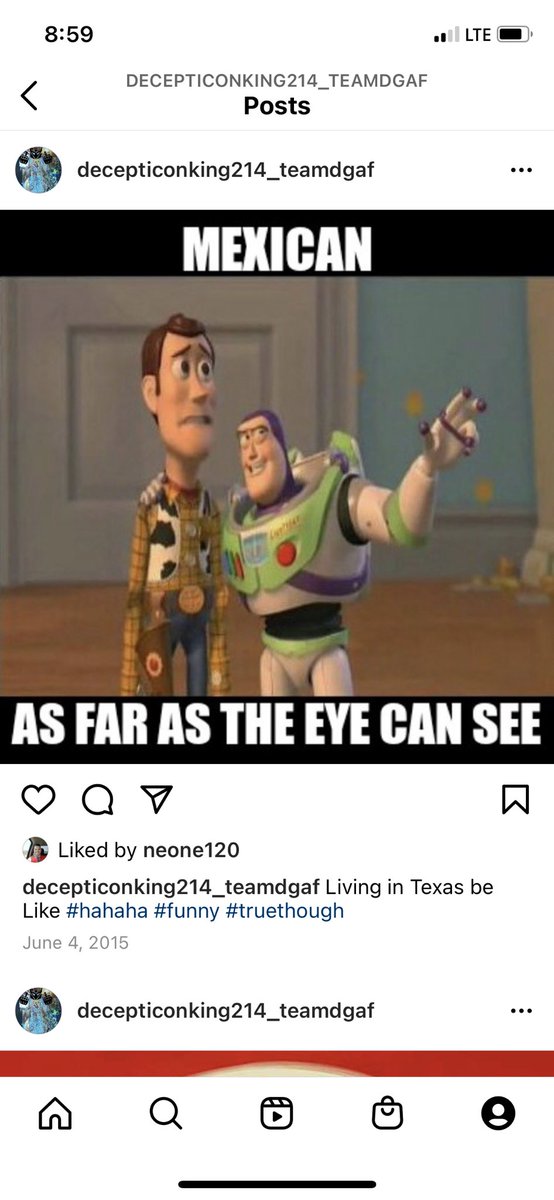 8:59
LTE
DECEPTICONKING214_TEAMDGAF
Posts
decepticonking214_teamdgaf
MEXICAN
AS FAR AS THE EYE CAN SEE
Liked by neone120
decepticonking214_teamdgaf Living in Texas be
Like #hahaha #funny #truethough
June 4, 2015
decepticonking214_teamdgaf